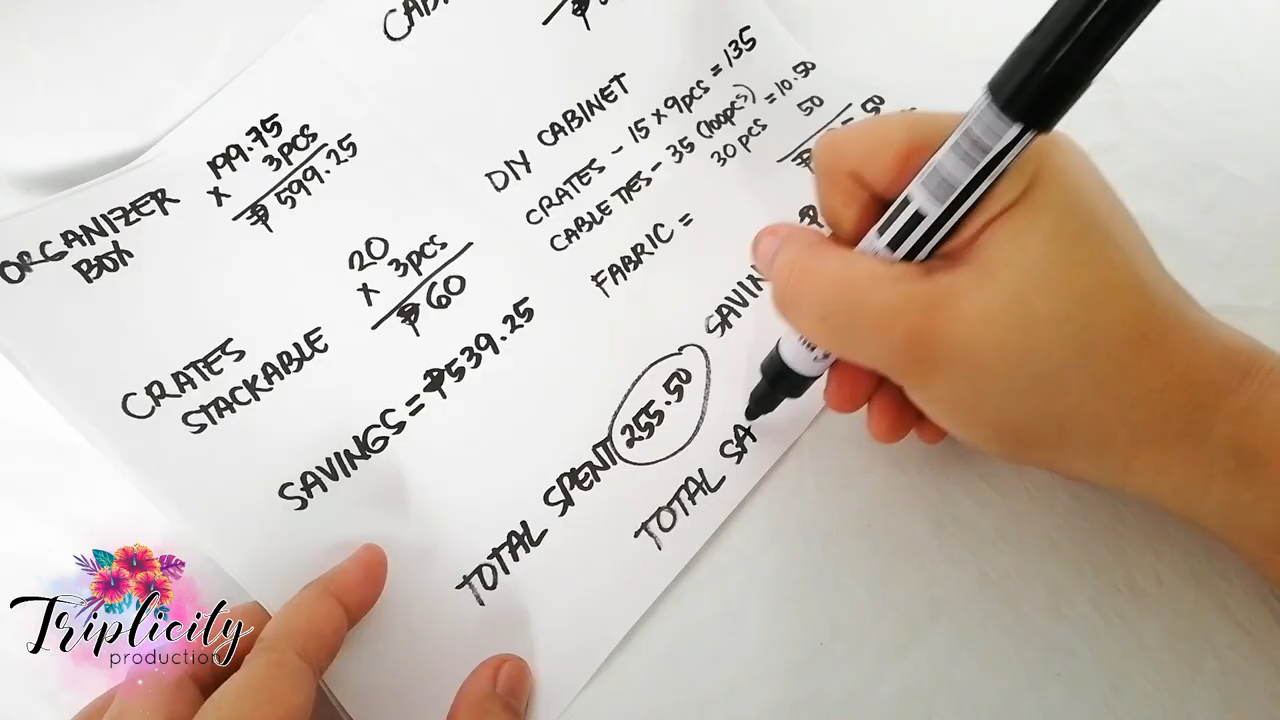 ORGANIZER
BOX
199.75
x 3pcs
₱ 599.25
CRATES
STACKABLE
20
x 3pcs
₱ 60
SAVINGS = ₱539.25
DIY CABINET
CRATES - 15 x 9pcs = 135
CABLE TIES - 35 (100pcs) = 10.50
30 pcs
FABRIC = 50
TOTAL SPENT 255.50
TOTAL SA
Triplicity
production